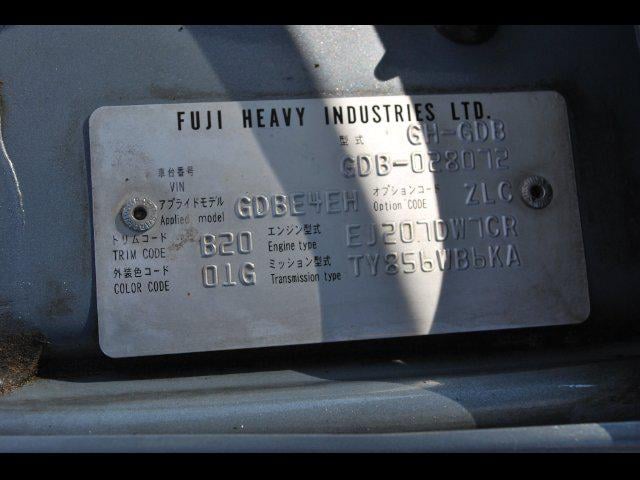 FUJI HEAVY INDUSTRIES LTD.
型式 GH-GDB
車台番号 VIN GDB-028072
アプライドモデル Applied model GDBE4EH オプションコード Option CODE ZLC
トリムコード TRIM CODE B20 エンジン型式 Engine type EJ207DW7CR
外装色コード COLOR CODE 01G ミッション型式 Transmission type TY856WB6KA